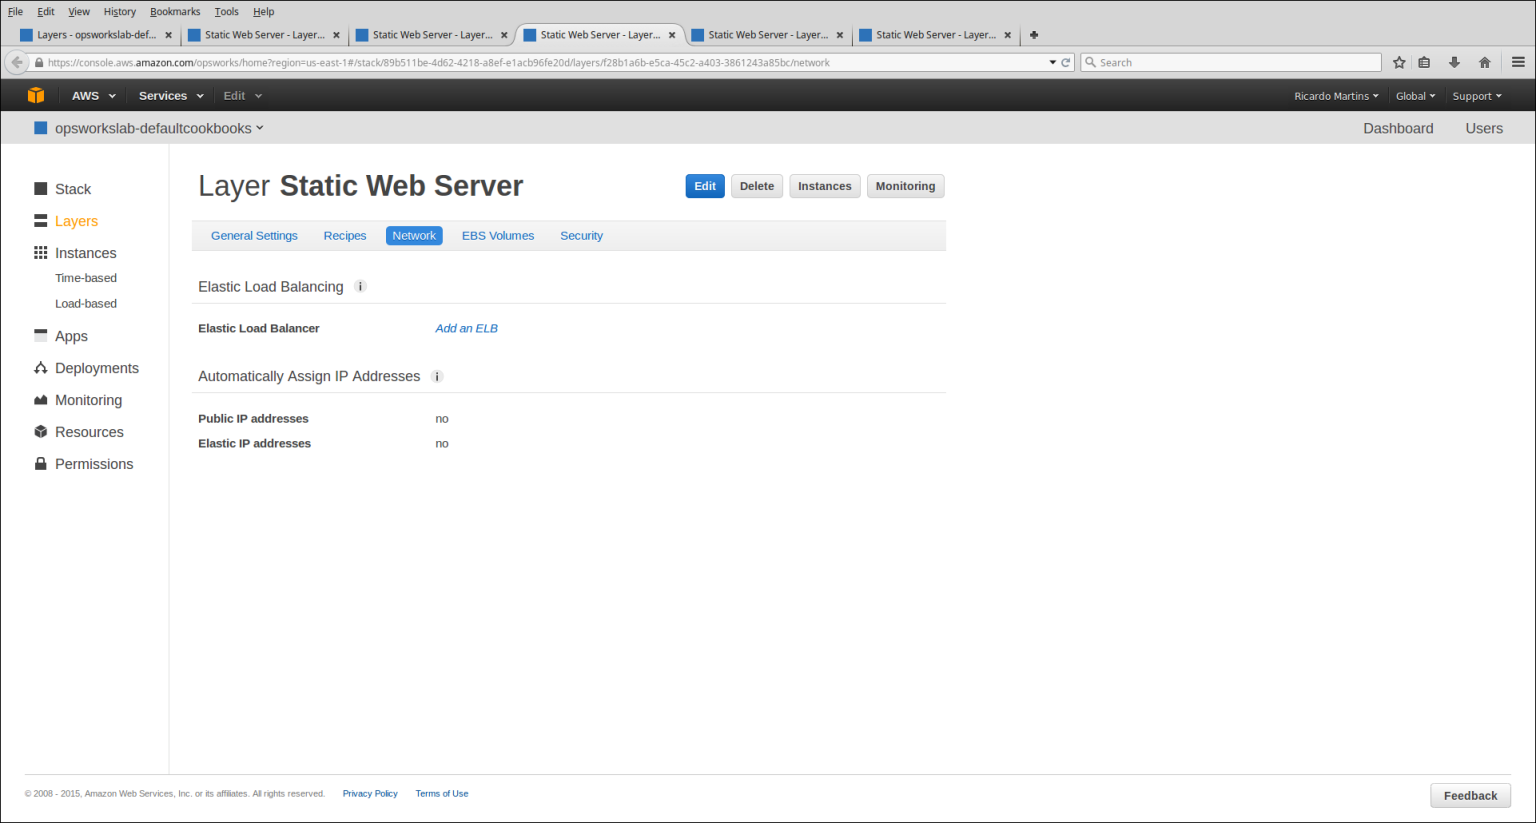 File Edit View History Bookmarks Tools Help
Layers - opsworkslab-def... Static Web Server - Layer... Static Web Server - Layer... Static Web Server - Layer... Static Web Server - Layer... Static Web Server - Layer...
https://console.aws.amazon.com/opsworks/home?region=us-east-1#/stack/89b511be-4d62-4218-a8ef-e1acb96fe20d/layers/f28b1a6b-e5ca-45c2-a403-3861243a85bc/network Search
AWS Services Edit Ricardo Martins Global Support
opsworkslab-defaultcookbooks Dashboard Users
Stack
Layers
Instances
Time-based
Load-based
Apps
Deployments
Monitoring
Resources
Permissions
Layer Static Web Server Edit Delete Instances Monitoring
General Settings Recipes Network EBS Volumes Security
Elastic Load Balancing i
Elastic Load Balancer Add an ELB
Automatically Assign IP Addresses i
Public IP addresses no
Elastic IP addresses no
© 2008 - 2015, Amazon Web Services, Inc. or its affiliates. All rights reserved. Privacy Policy Terms of Use Feedback